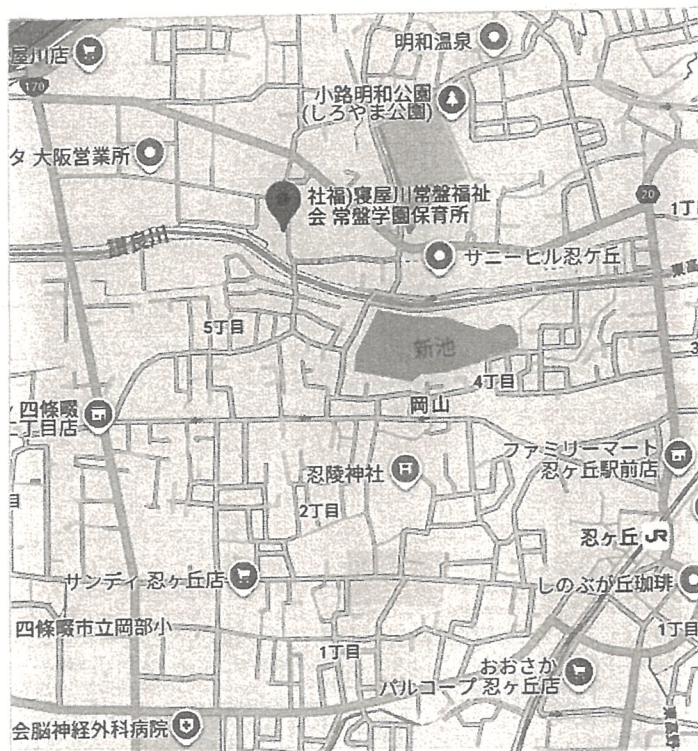 屋川店
明和温泉
170
小路明和公園
(しろやま公園)
タ 大阪営業所
社福)寝屋川常盤福祉
会 常盤学園保育所
20
1丁
讃良川
サニーヒル忍ケ丘
5丁目
新池
4丁目
3
四條畷
丁目店
岡山
ファミリーマート
忍ヶ丘駅前店
忍陵神社
目
2丁目
忍ヶ丘 JR
サンディ 忍ヶ丘店
しのぶが丘珈琲
四條畷市立岡部小
1丁目
1丁目
おおさか
パルコープ 忍ヶ丘店
会脳神経外科病院